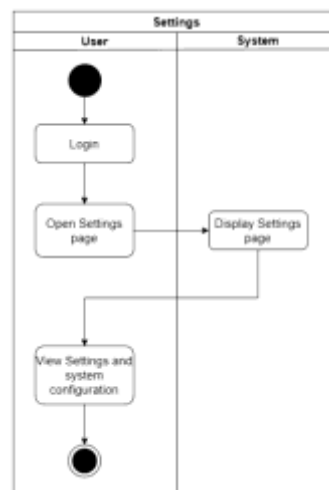 Settings
User
System
Login
Open Settings
page
Display Settings
page
View Settings and
system
configuration